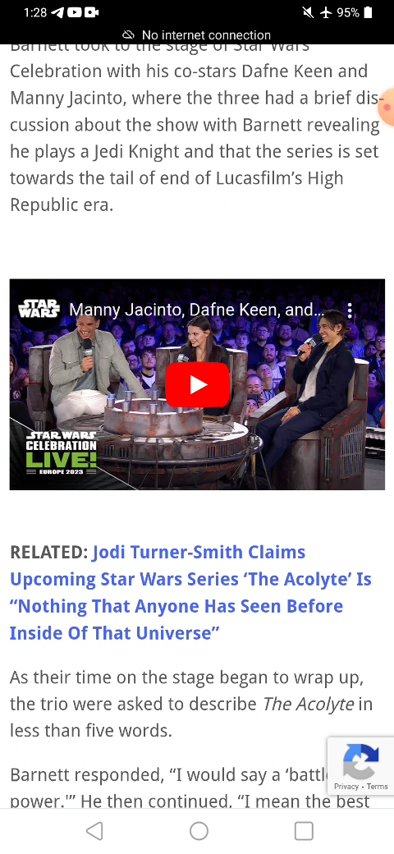 1:28
95%
No internet connection
Barnett took to the stage of Star Wars
Celebration with his co-stars Dafne Keen and
Manny Jacinto, where the three had a brief dis-
cussion about the show with Barnett revealing
he plays a Jedi Knight and that the series is set
towards the tail of end of Lucasfilm’s High
Republic era.
STAR WARS
Manny Jacinto, Dafne Keen, and...
STAR WARS
CELEBRATION
LIVE!
EUROPE 2023
RELATED: Jodi Turner-Smith Claims
Upcoming Star Wars Series ‘The Acolyte’ Is
“Nothing That Anyone Has Seen Before
Inside Of That Universe”
As their time on the stage began to wrap up,
the trio were asked to describe The Acolyte in
less than five words.
Barnett responded, “I would say a ‘battl
power.'” He then continued, “I mean the best
Privacy - Terms